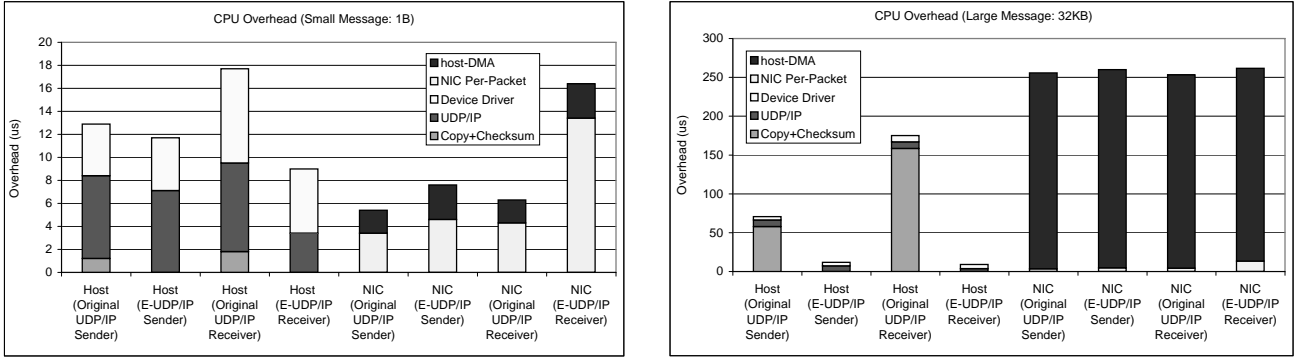 CPU Overhead (Small Message: 1B)
20
18
16
14
12
10
8
6
4
2
0
Overhead (us)
host-DMA
NIC Per-Packet
Device Driver
UDP/IP
Copy+Checksum
Host
(Original
UDP/IP
Sender)
Host
(E-UDP/IP
Sender)
Host
(Original
UDP/IP
Receiver)
Host
(E-UDP/IP
Receiver)
NIC
(Original
UDP/IP
Sender)
NIC
(E-UDP/IP
Sender)
NIC
(Original
UDP/IP
Receiver)
NIC
(E-UDP/IP
Receiver)
CPU Overhead (Large Message: 32KB)
300
250
200
150
100
50
0
Overhead (us)
host-DMA
NIC Per-Packet
Device Driver
UDP/IP
Copy+Checksum
Host
(Original
UDP/IP
Sender)
Host
(E-UDP/IP
Sender)
Host
(Original
UDP/IP
Receiver)
Host
(E-UDP/IP
Receiver)
NIC
(Original
UDP/IP
Sender)
NIC
(E-UDP/IP
Sender)
NIC
(Original
UDP/IP
Receiver)
NIC
(E-UDP/IP
Receiver)